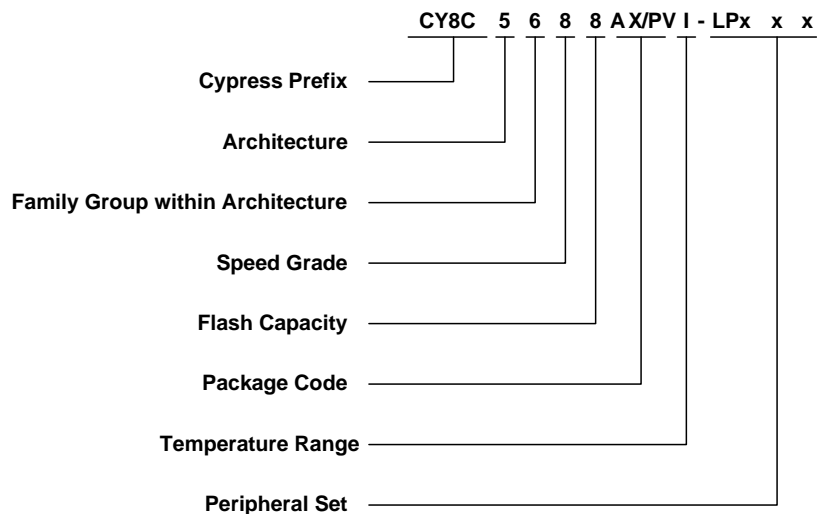 CY8C 5 6 8 8 AX/PV I - LPx x x
Cypress Prefix
Architecture
Family Group within Architecture
Speed Grade
Flash Capacity
Package Code
Temperature Range
Peripheral Set